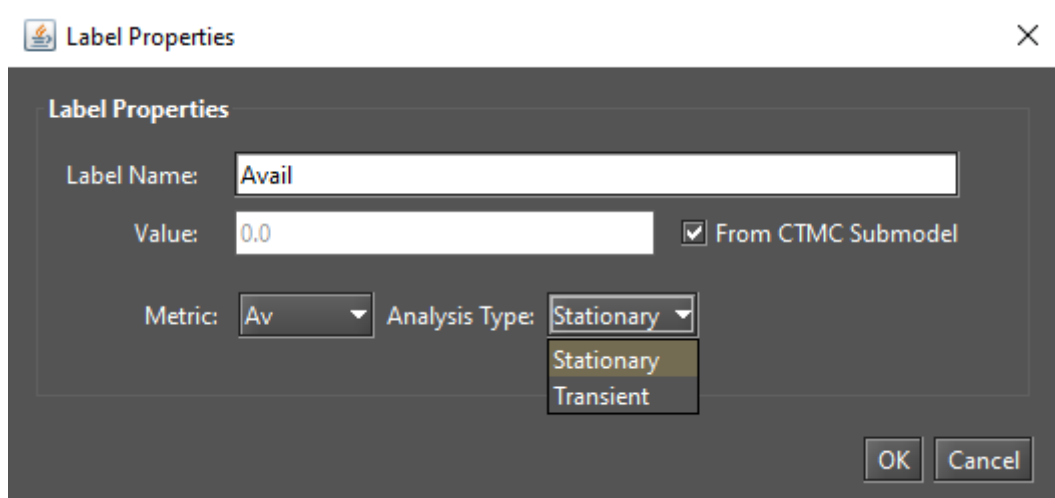 Label Properties
Label Properties
Label Name: Avail
Value: 0.0 From CTMC Submodel
Metric: Av Analysis Type: Stationary
Stationary
Transient
OK Cancel